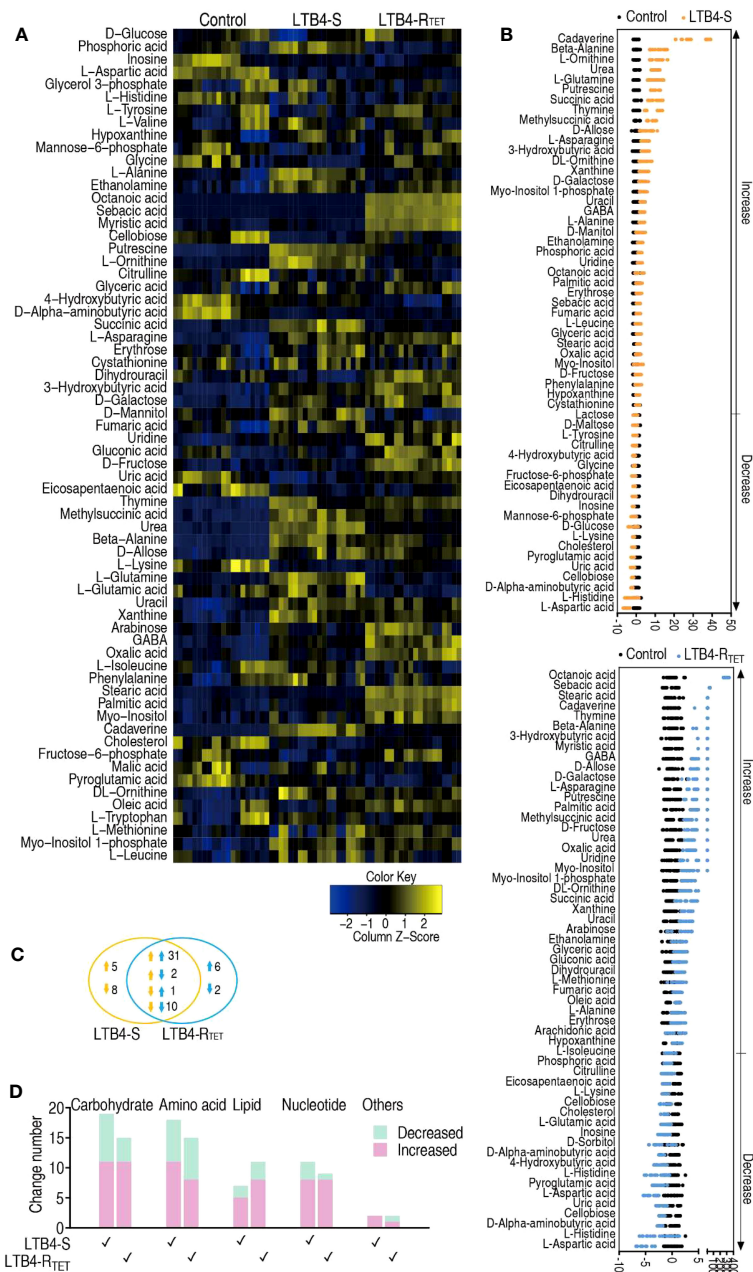 A
Control LTB4-S LTB4-RTET
D-Glucose
Phosphoric acid
Inosine
L-Aspartic acid
Glycerol 3-phosphate
L-Histidine
L-Tyrosine
L-Valine
Hypoxanthine
Mannose-6-phosphate
Glycine
L-Alanine
Ethanolamine
Octanoic acid
Sebacic acid
Myristic acid
Cellobiose
Putrescine
L-Ornithine
Citrulline
Glyceric acid
4-Hydroxybutyric acid
D-Alpha-aminobutyric acid
Succinic acid
L-Asparagine
Erythrose
Cystathionine
Dihydrouracil
3-Hydroxybutyric acid
D-Galactose
D-Mannitol
Fumaric acid
Uridine
Gluconic acid
D-Fructose
Uric acid
Eicosapentaenoic acid
Thymine
Methylsuccinic acid
Urea
Beta-Alanine
D-Allose
L-Lysine
L-Glutamine
L-Glutamic acid
Uracil
Xanthine
Arabinose
GABA
Oxalic acid
L-Isoleucine
Phenylalanine
Stearic acid
Palmitic acid
Myo-Inositol
Cadaverine
Cholesterol
Fructose-6-phosphate
Malic acid
Pyroglutamic acid
DL-Ornithine
Oleic acid
L-Tryptophan
L-Methionine
Myo-Inositol 1-phosphate
L-Leucine
Color Key
-2 -1 0 1 2
Column Z-Score
B
Control LTB4-S
Cadaverine
Beta-Alanine
L-Ornithine
Urea
L-Glutamine
Putrescine
Succinic acid
Thymine
Methylsuccinic acid
D-Allose
L-Asparagine
3-Hydroxybutyric acid
DL-Ornithine
Xanthine
D-Galactose
Myo-Inositol 1-phosphate
Uracil
GABA
L-Alanine
D-Manitol
Ethanolamine
Phosphoric acid
Uridine
Octanoic acid
Palmitic acid
Erythrose
Sebacic acid
Fumaric acid
L-Leucine
Glyceric acid
Stearic acid
Oxalic acid
Myo-Inositol
D-Fructose
Phenylalanine
Hypoxanthine
Cystathionine
Lactose
D-Maltose
L-Tyrosine
Citrulline
4-Hydroxybutyric acid
Glycine
Fructose-6-phosphate
Eicosapentaenoic acid
Dihydrouracil
Inosine
Mannose-6-phosphate
D-Glucose
L-Lysine
Cholesterol
Pyroglutamic acid
Uric acid
Cellobiose
D-Alpha-aminobutyric acid
L-Histidine
L-Aspartic acid
Increase
Decrease
-10 0 10 20 30 40 50
Control LTB4-RTET
Octanoic acid
Sebacic acid
Stearic acid
Cadaverine
Thymine
Beta-Alanine
3-Hydroxybutyric acid
Myristic acid
GABA
D-Allose
D-Galactose
L-Asparagine
Putrescine
Palmitic acid
Methylsuccinic acid
D-Fructose
Urea
Oxalic acid
Uridine
Myo-Inositol
Myo-Inositol 1-phosphate
DL-Ornithine
Succinic acid
Xanthine
Uracil
Arabinose
Ethanolamine
Glyceric acid
Gluconic acid
Dihydrouracil
L-Methionine
Fumaric acid
Oleic acid
L-Alanine
Erythrose
Arachidonic acid
Hypoxanthine
L-Isoleucine
Phosphoric acid
Citrulline
Eicosapentaenoic acid
L-Lysine
Cellobiose
Cholesterol
L-Glutamic acid
Inosine
D-Sorbitol
D-Alpha-aminobutyric acid
4-Hydroxybutyric acid
L-Histidine
Pyroglutamic acid
L-Aspartic acid
Uric acid
Cellobiose
D-Alpha-aminobutyric acid
L-Histidine
L-Aspartic acid
Increase
Decrease
-10 -5 0 5
C
5
8
31
2
1
10
6
2
LTB4-S LTB4-RTET
D
Carbohydrate Amino acid Lipid Nucleotide Others
Change number
20
15
10
5
0
Decreased
Increased
LTB4-S ✓ ✓ ✓ ✓ ✓
LTB4-RTET ✓ ✓ ✓ ✓ ✓